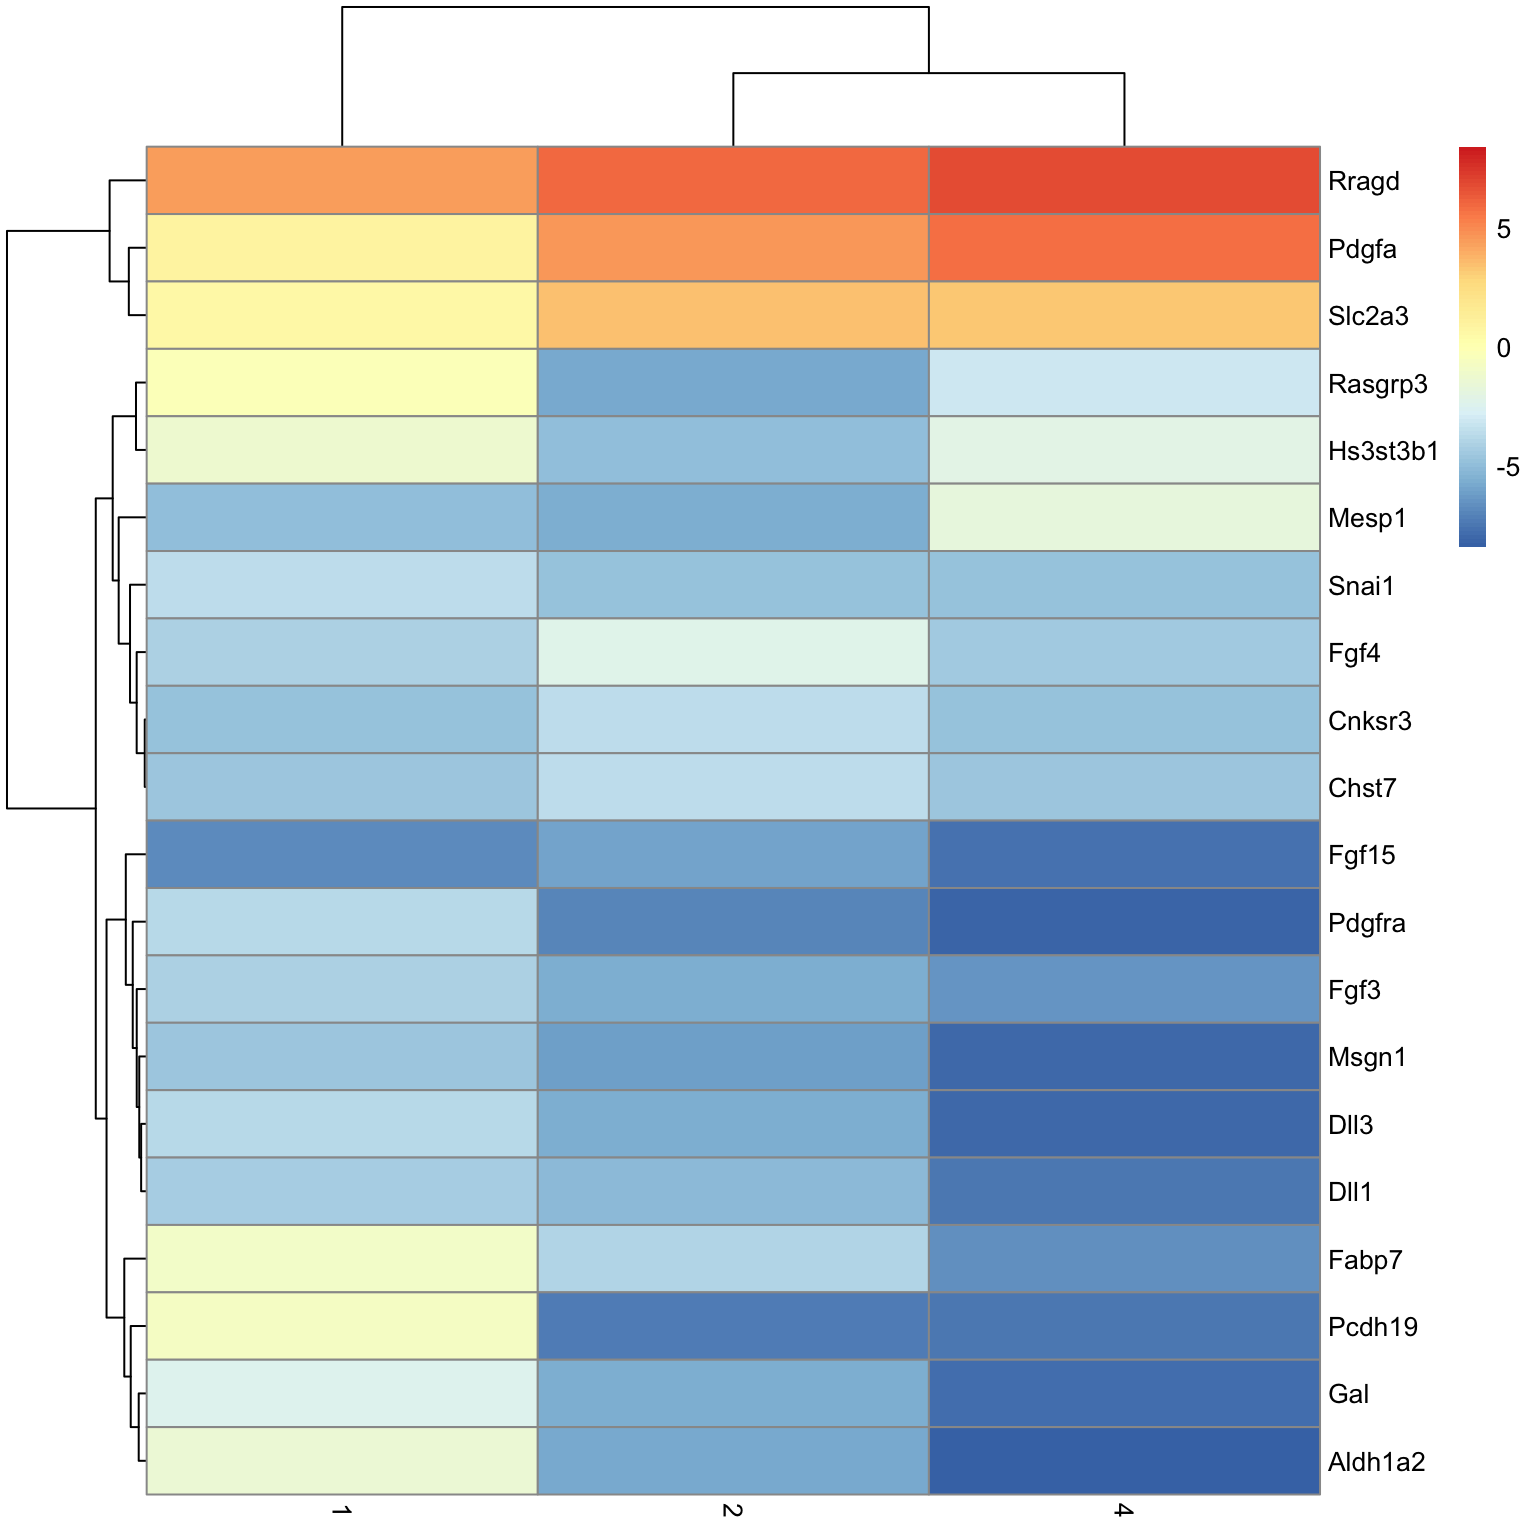 Rragd
Pdgfa
Slc2a3
Rasgrp3
Hs3st3b1
Mesp1
Snai1
Fgf4
Cnksr3
Chst7
Fgf15
Pdgfra
Fgf3
Msgn1
Dll3
Dll1
Fabp7
Pcdh19
Gal
Aldh1a2
5
0
-5
1
2
4